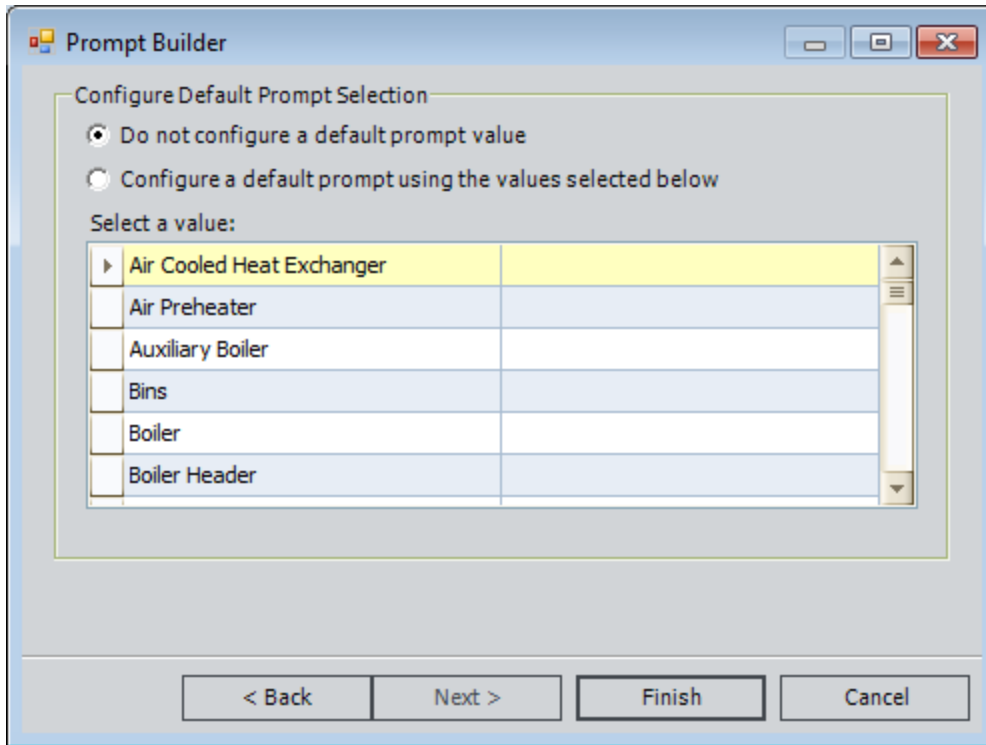 Prompt Builder
Configure Default Prompt Selection
Do not configure a default prompt value
Configure a default prompt using the values selected below
Select a value:
Air Cooled Heat Exchanger
Air Preheater
Auxiliary Boiler
Bins
Boiler
Boiler Header
< Back Next > Finish Cancel